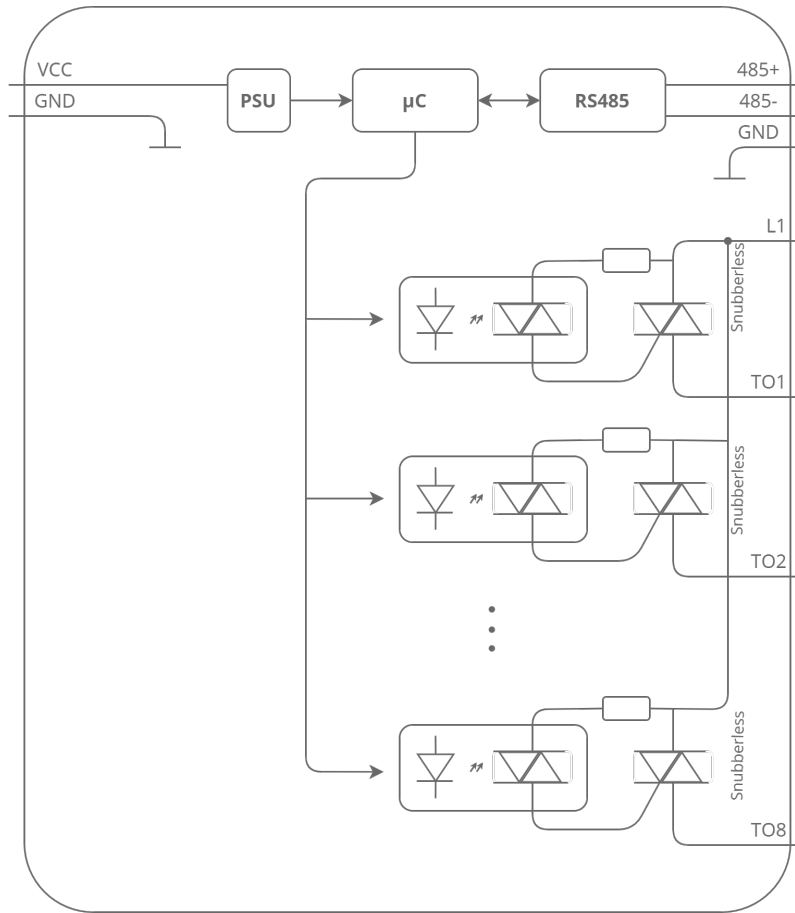 VCC
GND
PSU
µC
RS485
485+
485-
GND
L1
Snubberless
TO1
Snubberless
TO2
Snubberless
TO8